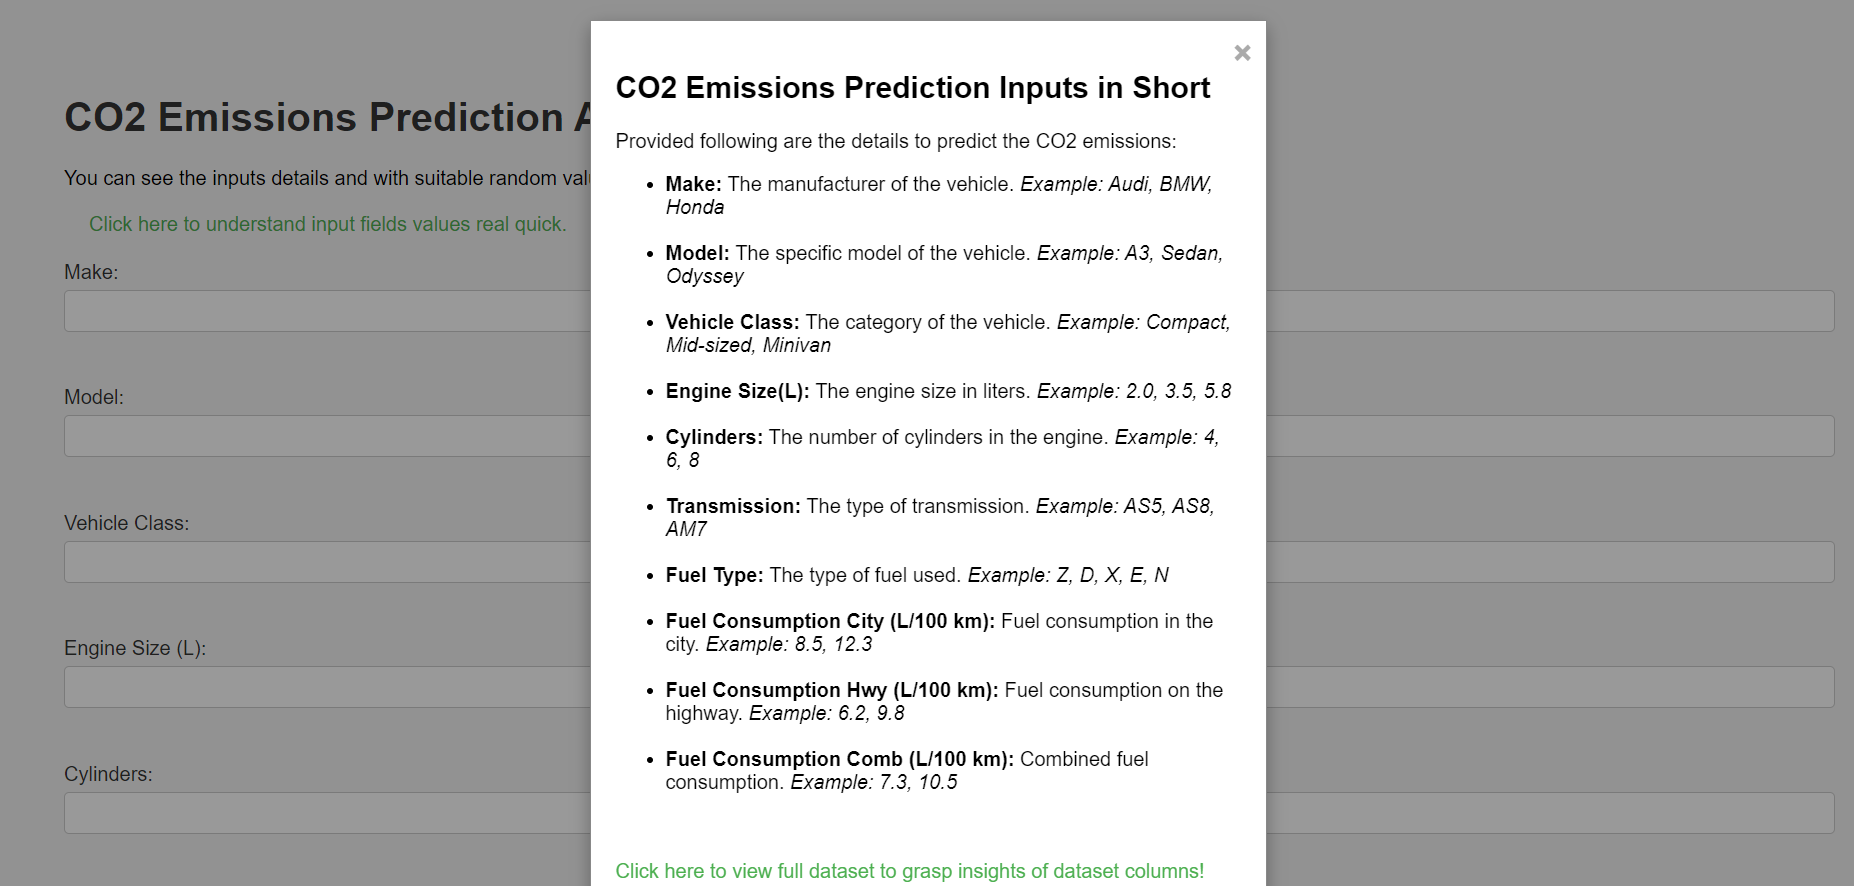 CO2 Emissions Prediction
You can see the inputs details and with suitable random
Click here to understand input fields values real quick.
Make:
Model:
Vehicle Class:
Engine Size (L):
Cylinders:
×
CO2 Emissions Prediction Inputs in Short
Provided following are the details to predict the CO2 emissions:
• Make: The manufacturer of the vehicle. Example: Audi, BMW,
Honda
• Model: The specific model of the vehicle. Example: A3, Sedan,
Odyssey
• Vehicle Class: The category of the vehicle. Example: Compact,
Mid-sized, Minivan
• Engine Size(L): The engine size in liters. Example: 2.0, 3.5, 5.8
• Cylinders: The number of cylinders in the engine. Example: 4,
6, 8
• Transmission: The type of transmission. Example: AS5, AS8,
AM7
• Fuel Type: The type of fuel used. Example: Z, D, X, E, N
• Fuel Consumption City (L/100 km): Fuel consumption in the
city. Example: 8.5, 12.3
• Fuel Consumption Hwy (L/100 km): Fuel consumption on the
highway. Example: 6.2, 9.8
• Fuel Consumption Comb (L/100 km): Combined fuel
consumption. Example: 7.3, 10.5
Click here to view full dataset to grasp insights of dataset columns!